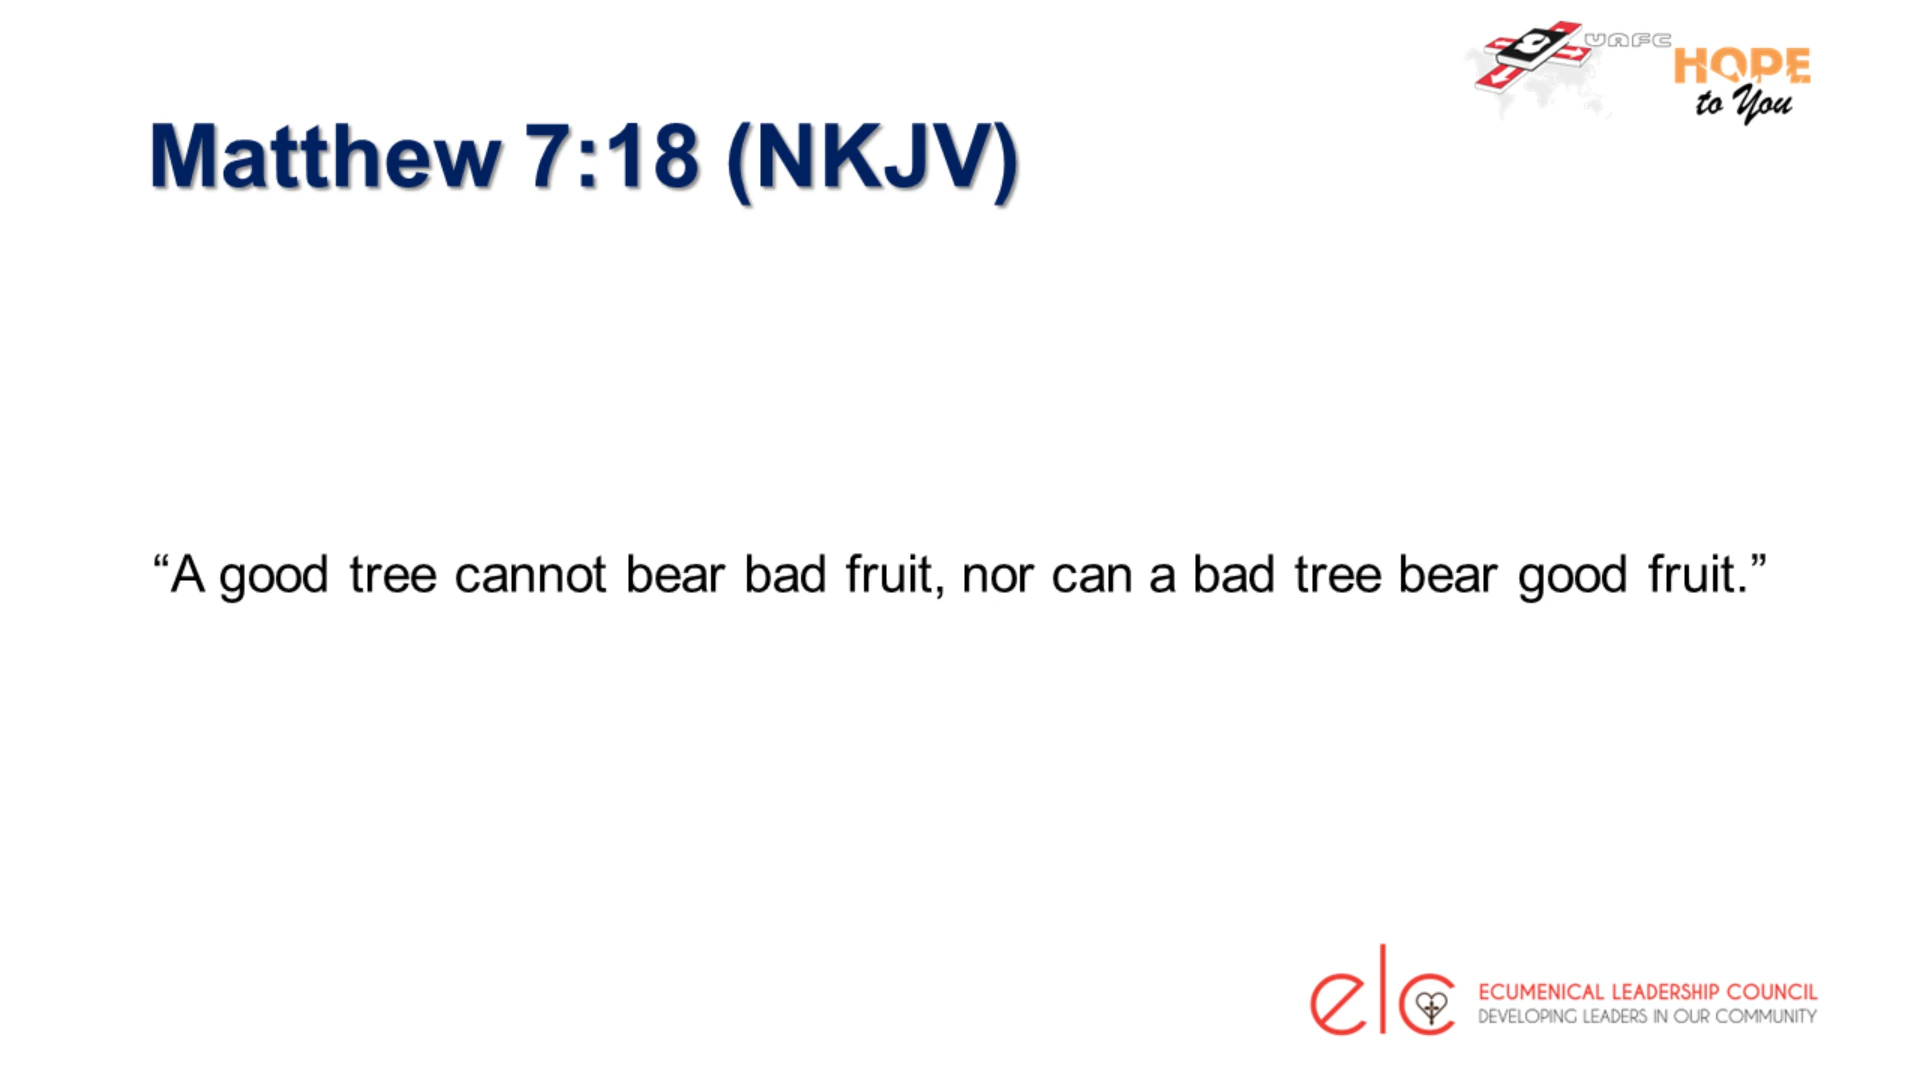 UAFC
HOPE
to You
Matthew 7:18 (NKJV)
“A good tree cannot bear bad fruit, nor can a bad tree bear good fruit.”
elc
ECUMENICAL LEADERSHIP COUNCIL
DEVELOPING LEADERS IN OUR COMMUNITY